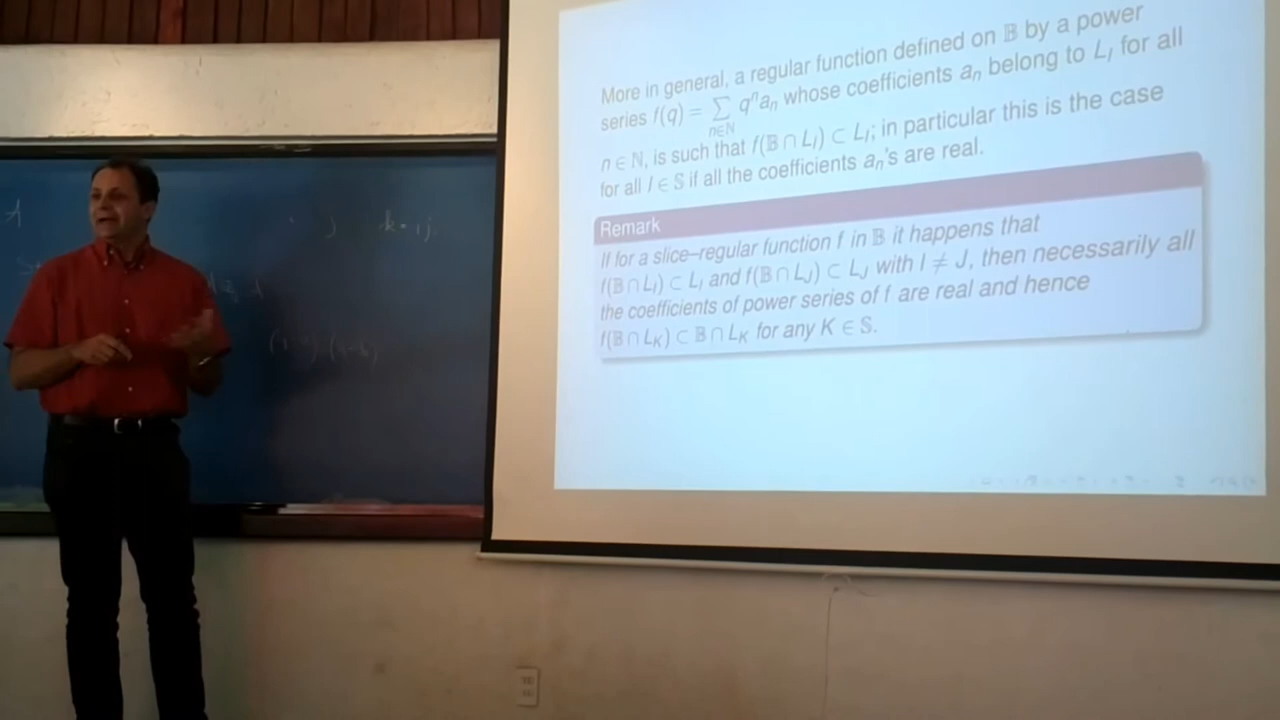 More in general, a regular function defined on 𝔹 by a power
series f(q) = ∑ qⁿaₙ whose coefficients aₙ belong to L_I for all
n∈ℕ
n ∈ ℕ, is such that f(𝔹 ∩ L_I) ⊂ L_I; in particular this is the case
for all I ∈ 𝕊 if all the coefficients aₙ's are real.
Remark
If for a slice–regular function f in 𝔹 it happens that
f(𝔹 ∩ L_I) ⊂ L_I and f(𝔹 ∩ L_J) ⊂ L_J with I ≠ J, then necessarily all
the coefficients of power series of f are real and hence
f(𝔹 ∩ L_K) ⊂ 𝔹 ∩ L_K for any K ∈ 𝕊.
A
j k = ij